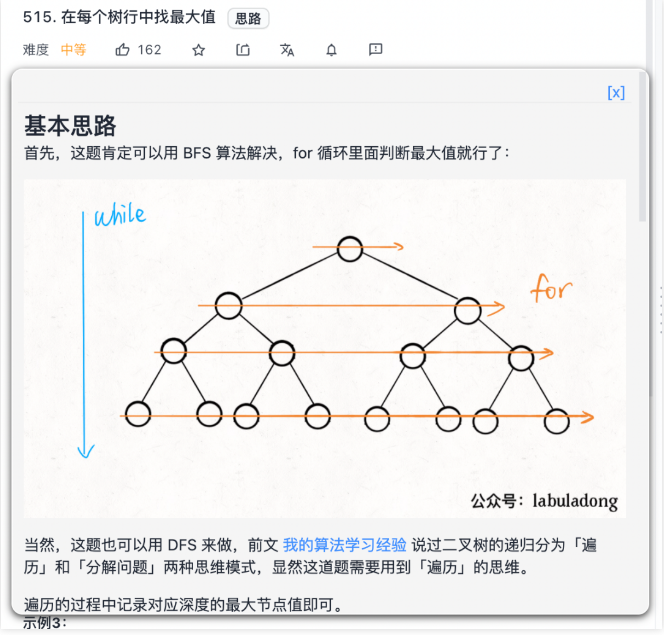 515. 在每个树行中找最大值 思路
难度 中等 162
[x]
基本思路
首先，这题肯定可以用 BFS 算法解决，for 循环里面判断最大值就行了：
while
for
公众号：labuladong
当然，这题也可以用 DFS 来做，前文 我的算法学习经验 说过二叉树的递归分为「遍
历」和「分解问题」两种思维模式，显然这道题需要用到「遍历」的思维。
遍历的过程中记录对应深度的最大节点值即可。
示例3：